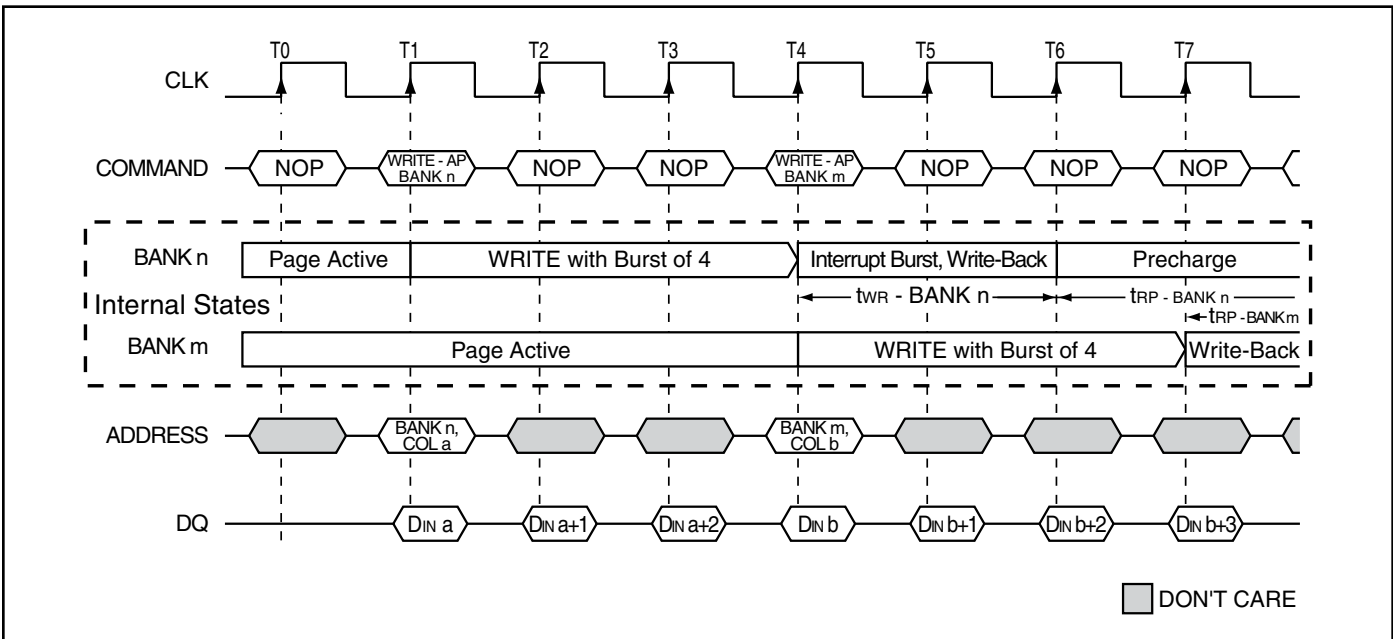 T0 T1 T2 T3 T4 T5 T6 T7
CLK
COMMAND NOP WRITE - AP BANK n NOP NOP WRITE - AP BANK m NOP NOP NOP
BANK n Page Active WRITE with Burst of 4 Interrupt Burst, Write-Back Precharge
tWR - BANK n tRP - BANK n
Internal States
tRP - BANK m
BANK m Page Active WRITE with Burst of 4 Write-Back
ADDRESS BANK n, COL a BANK m, COL b
DQ DIN a DIN a+1 DIN a+2 DIN b DIN b+1 DIN b+2 DIN b+3
DON'T CARE